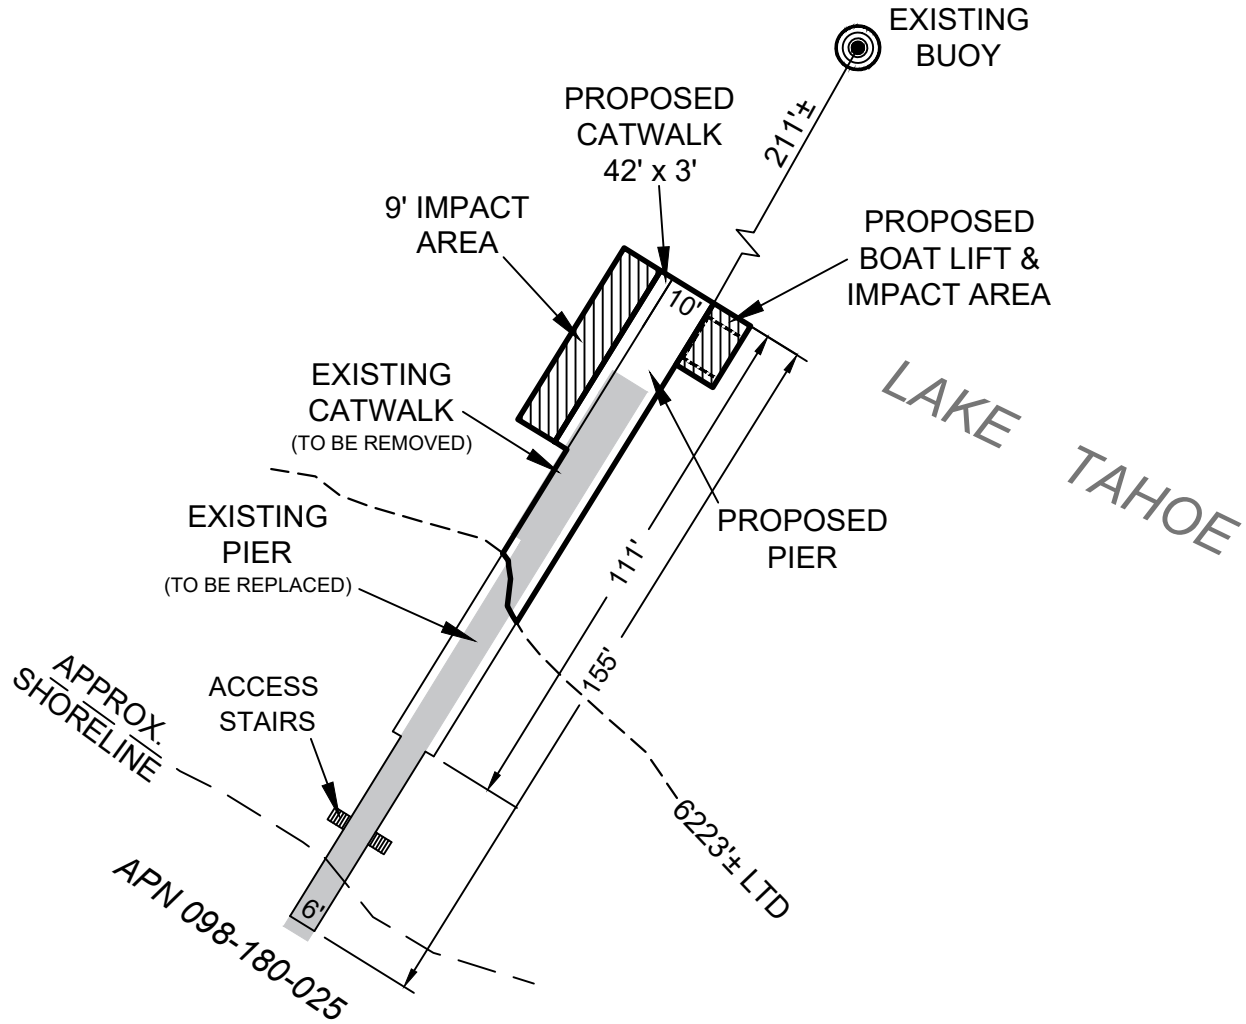 EXISTING
BUOY
PROPOSED
CATWALK
42' x 3'
211'±
9' IMPACT
AREA
PROPOSED
BOAT LIFT &
IMPACT AREA
10'
EXISTING
CATWALK
(TO BE REMOVED)
LAKE TAHOE
EXISTING
PIER
(TO BE REPLACED)
PROPOSED
PIER
111'
155'
APPROX.
SHORELINE
ACCESS
STAIRS
6223'± LTD
6'
APN 098-180-025